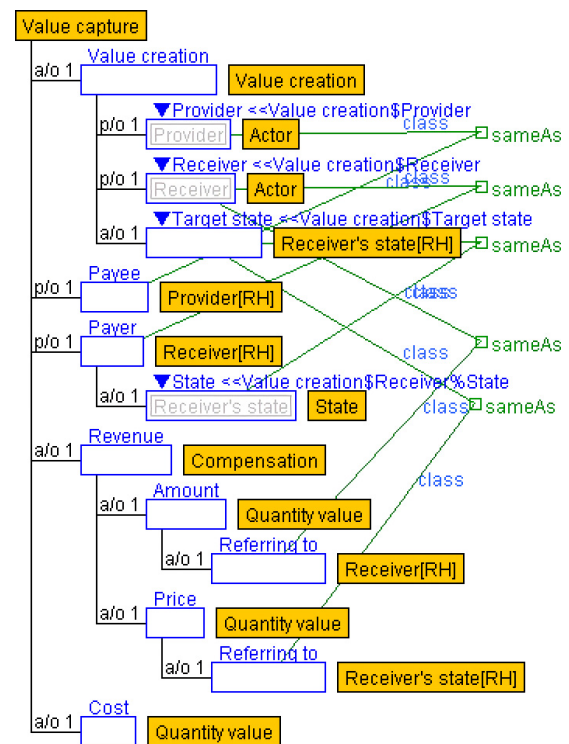 Value capture
Value creation
a/o 1
Value creation
▼Provider <<Value creation$Provider
p/o 1 Provider Actor class sameAs
▼Receiver <<Value creation$Receiver
p/o 1 Receiver Actor class class sameAs
▼Target state <<Value creation$Target state
a/o 1 Receiver's state[RH] sameAs
Payee
p/o 1 Provider[RH] class class
Payer
p/o 1 Receiver[RH] class sameAs
▼State <<Value creation$Receiver%State
a/o 1 Receiver's state State class sameAs
Revenue
a/o 1 Compensation
class
Amount
a/o 1 Quantity value
Referring to
a/o 1 Receiver[RH]
Price
a/o 1 Quantity value
Referring to
a/o 1 Receiver's state[RH]
Cost
a/o 1 Quantity value